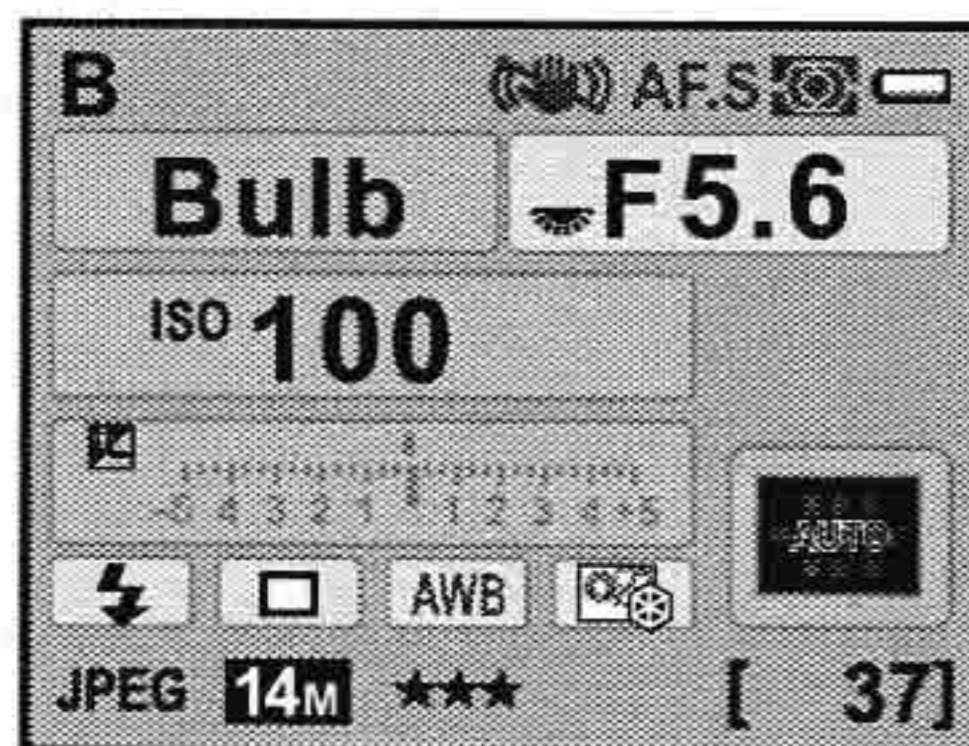 B AF.S
Bulb F5.6
ISO 100
-5 4 3 2 1 1 2 3 4 +5
AUTO
AWB
JPEG 14M ★★★ [ 37]